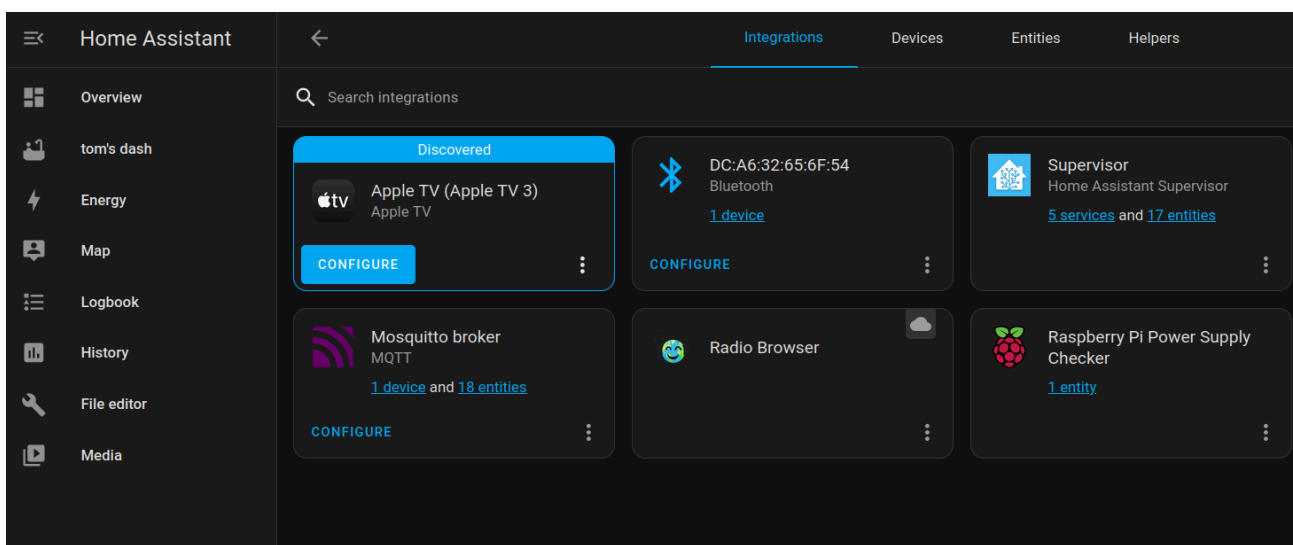 Home Assistant
Integrations
Devices
Entities
Helpers
Overview
tom's dash
Energy
Map
Logbook
History
File editor
Media
Search integrations
Discovered
tv
Apple TV (Apple TV 3)
Apple TV
CONFIGURE
DC:A6:32:65:6F:54
Bluetooth
1 device
CONFIGURE
Supervisor
Home Assistant Supervisor
5 services and 17 entities
Mosquitto broker
MQTT
1 device and 18 entities
CONFIGURE
Radio Browser
Raspberry Pi Power Supply
Checker
1 entity